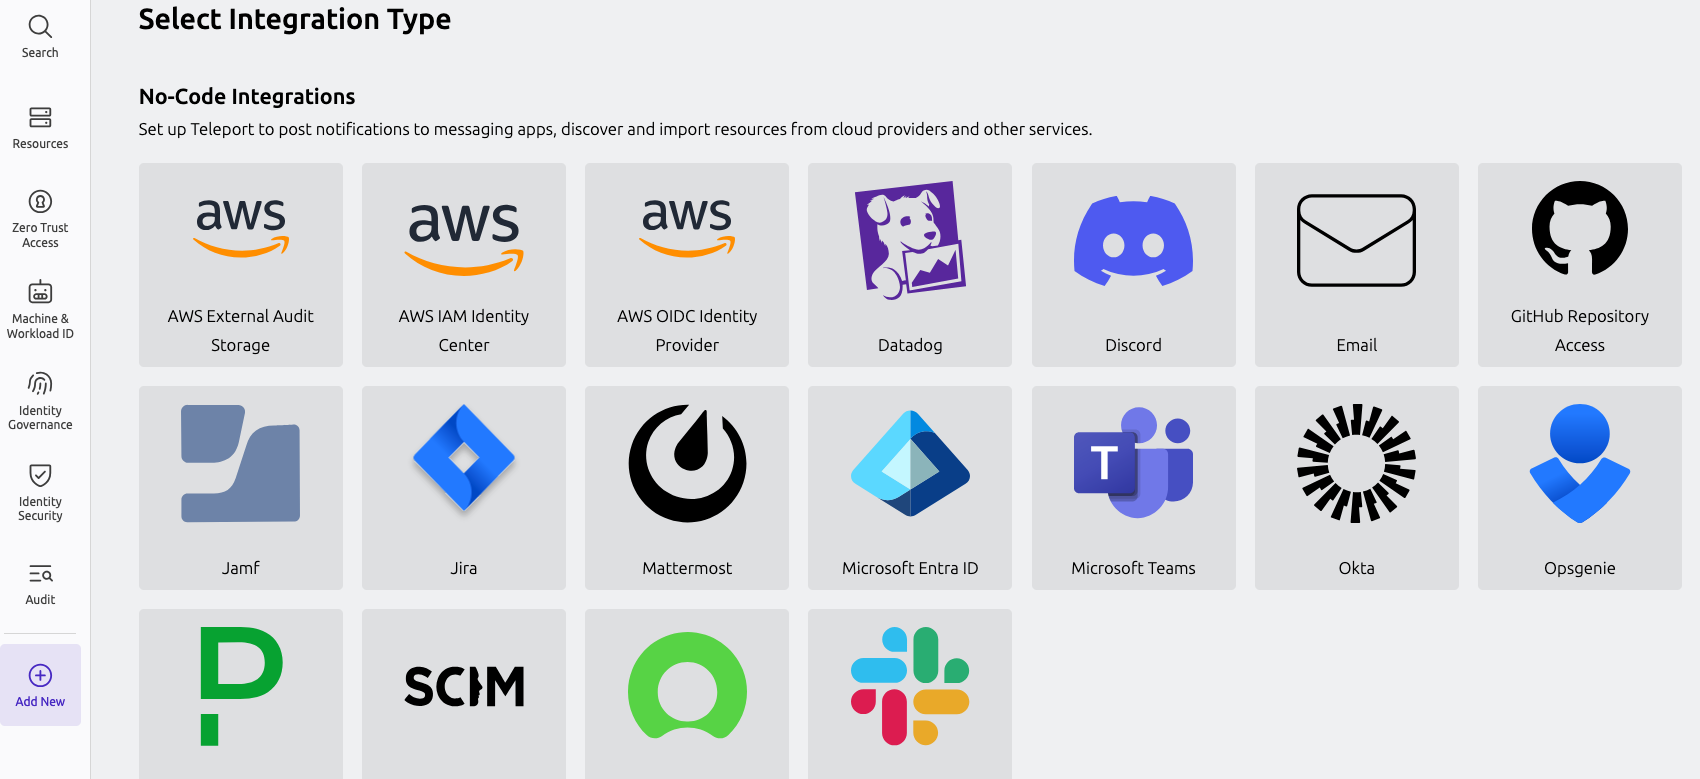 Select Integration Type
Search
No-Code Integrations
Set up Teleport to post notifications to messaging apps, discover and import resources from cloud providers and other services.
Resources
Zero Trust
Access
Machine &
Workload ID
Identity
Governance
Identity
Security
Audit
Add New
aws
AWS External Audit
Storage
aws
AWS IAM Identity
Center
aws
AWS OIDC Identity
Provider
Datadog
Discord
Email
GitHub Repository
Access
Jamf
Jira
Mattermost
Microsoft Entra ID
T
Microsoft Teams
Okta
Opsgenie
P
SCIM